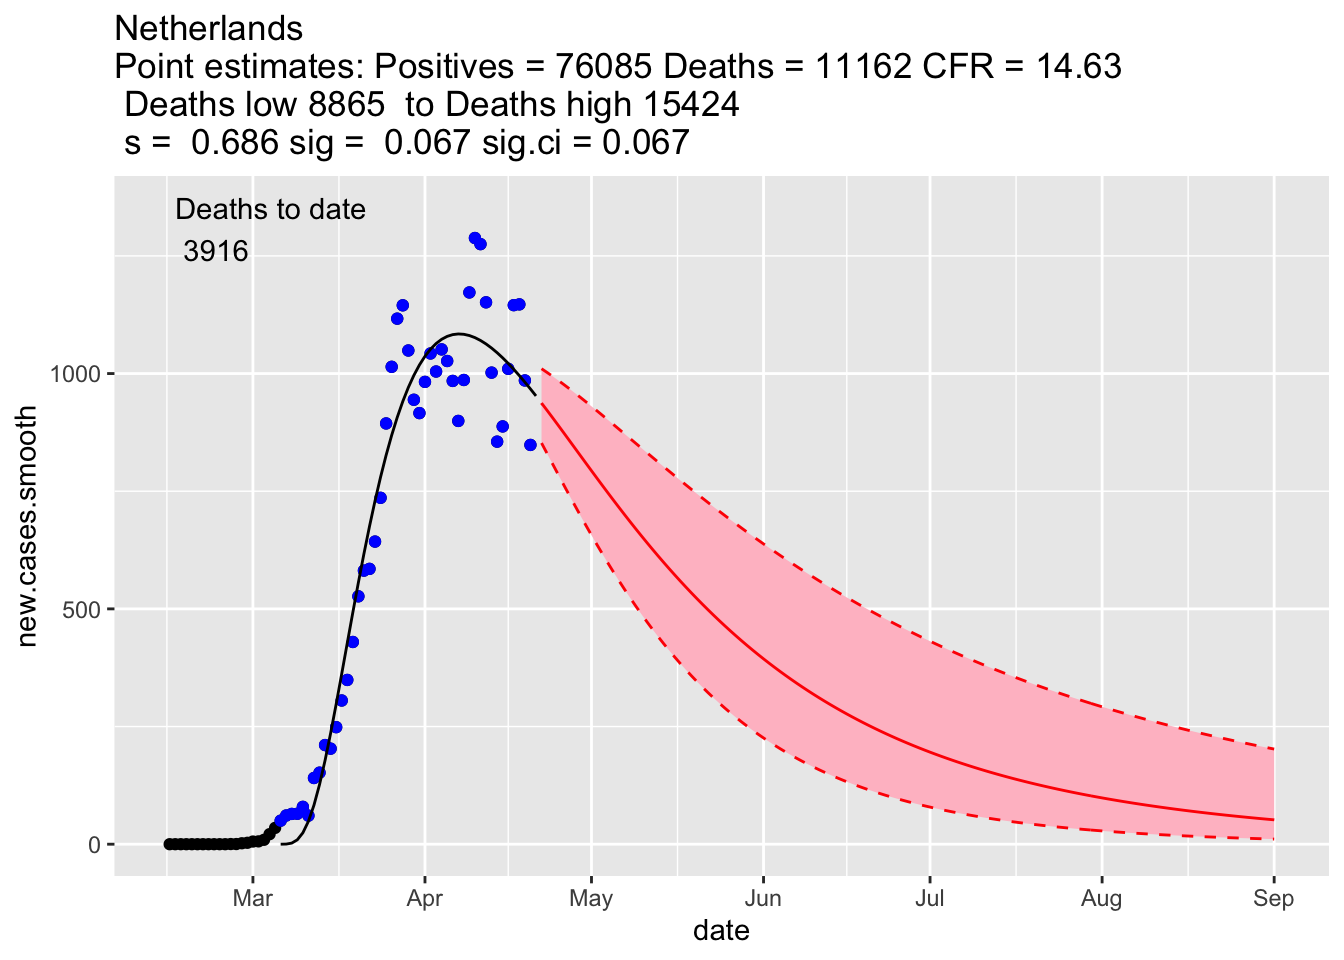 Netherlands
Point estimates: Positives = 76085 Deaths = 11162 CFR = 14.63
Deaths low 8865  to Deaths high 15424
s =  0.686 sig =  0.067 sig.ci = 0.067
Deaths to date
3916
1000
500
0
new.cases.smooth
Mar Apr May Jun Jul Aug Sep
date